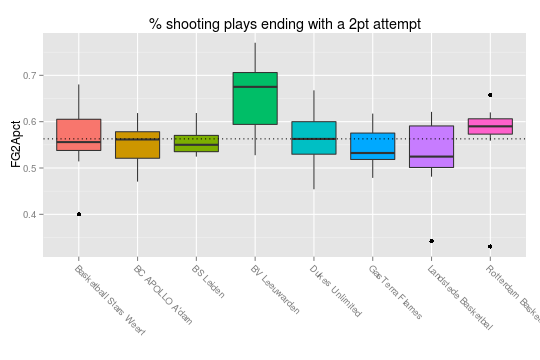 % shooting plays ending with a 2pt attempt
FG2Apct
0.7
0.6
0.5
0.4
Basketball Stars Weert
BC APOLLO A'dam
BS Leiden
BV Leeuwarden
Dukes Unlimited
GasTerra Flames
Landstede Basketbal
Rotterdam Baske